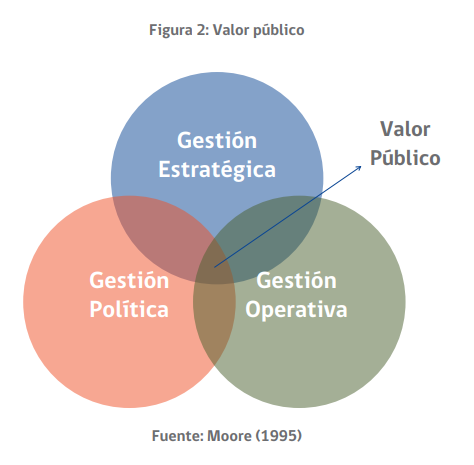 Figura 2: Valor público
Gestión
Estratégica
Valor
Público
Gestión
Política
Gestión
Operativa
Fuente: Moore (1995)